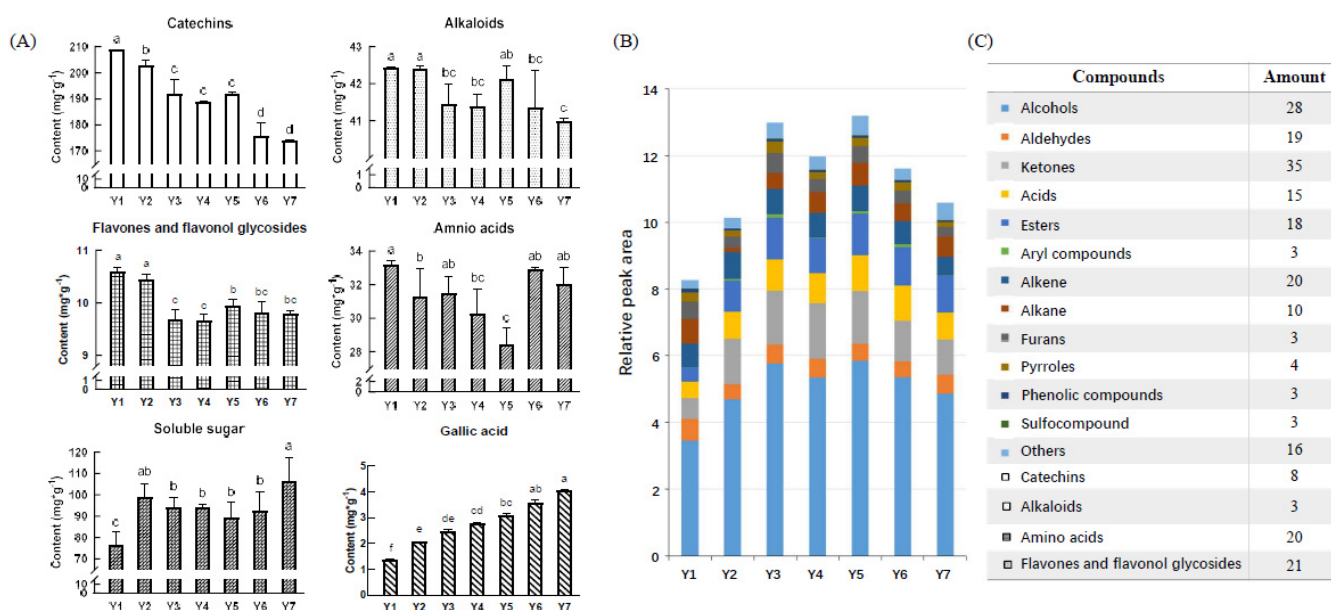 (A)
Catechins
Content (mg*g⁻¹)
210
200
190
180
170
10
0
a
b
c
c
c
d
d
Y1 Y2 Y3 Y4 Y5 Y6 Y7
Alkaloids
Content (mg*g⁻¹)
43
42
41
1
0
a
a
bc
bc
ab
bc
c
Y1 Y2 Y3 Y4 Y5 Y6 Y7
Flavones and flavonol glycosides
Content (mg*g⁻¹)
11
10
9
1
0
a
a
c
c
b
bc
bc
Y1 Y2 Y3 Y4 Y5 Y6 Y7
Amnio acids
Content (mg*g⁻¹)
34
32
30
28
2
0
a
b
ab
bc
c
ab
ab
Y1 Y2 Y3 Y4 Y5 Y6 Y7
Soluble sugar
Content (mg*g⁻¹)
120
110
100
90
80
70
10
0
c
ab
b
b
b
b
a
Y1 Y2 Y3 Y4 Y5 Y6 Y7
Gallic acid
Content (mg*g⁻¹)
5
4
3
2
1
0
f
e
de
cd
bc
ab
a
Y1 Y2 Y3 Y4 Y5 Y6 Y7
(B)
Relative peak area
14
12
10
8
6
4
2
0
Y1 Y2 Y3 Y4 Y5 Y6 Y7
(C)
Compounds Amount
Alcohols 28
Aldehydes 19
Ketones 35
Acids 15
Esters 18
Aryl compounds 3
Alkene 20
Alkane 10
Furans 3
Pyrroles 4
Phenolic compounds 3
Sulfocompound 3
Others 16
Catechins 8
Alkaloids 3
Amino acids 20
Flavones and flavonol glycosides 21